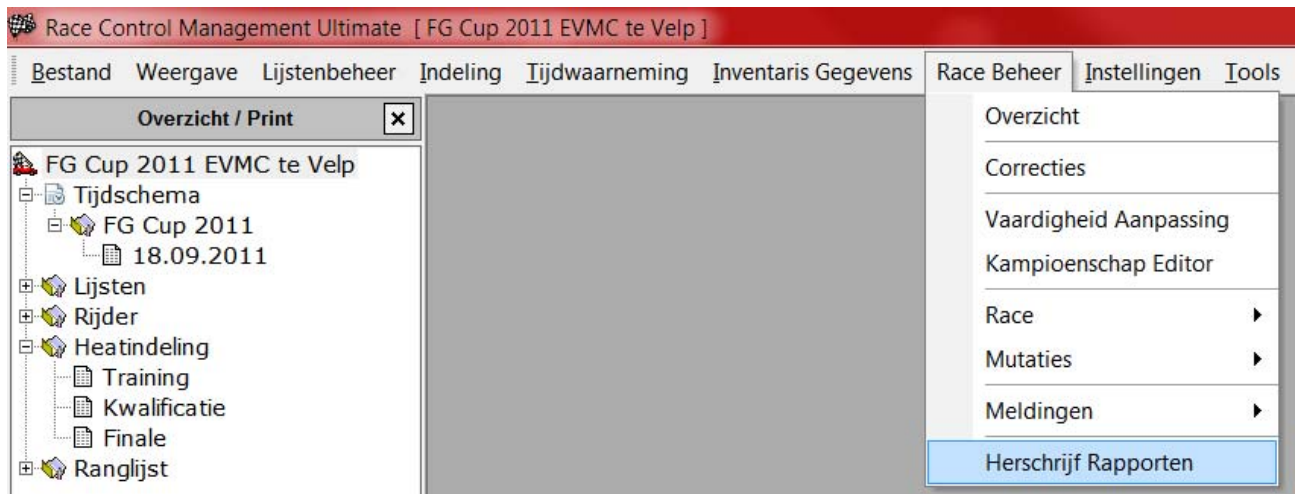 Race Control Management Ultimate [ FG Cup 2011 EVMC te Velp ]
Bestand Weergave Lijstenbeheer Indeling Tijdwaarneming Inventaris Gegevens Race Beheer Instellingen Tools
Overzicht / Print
FG Cup 2011 EVMC te Velp
Tijdschema
FG Cup 2011
18.09.2011
Lijsten
Rijder
Heatindeling
Training
Kwalificatie
Finale
Ranglijst
Overzicht
Correcties
Vaardigheid Aanpassing
Kampioenschap Editor
Race
Mutaties
Meldingen
Herschrijf Rapporten